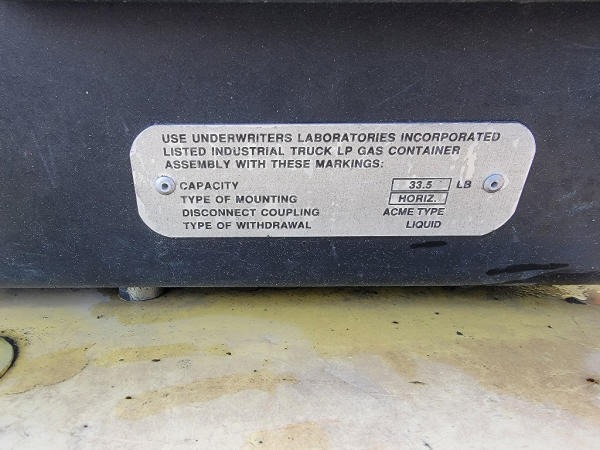 USE UNDERWRITERS LABORATORIES INCORPORATED
LISTED INDUSTRIAL TRUCK LP GAS CONTAINER
ASSEMBLY WITH THESE MARKINGS:
CAPACITY 33.5 LB
TYPE OF MOUNTING HORIZ.
DISCONNECT COUPLING ACME TYPE
TYPE OF WITHDRAWAL LIQUID